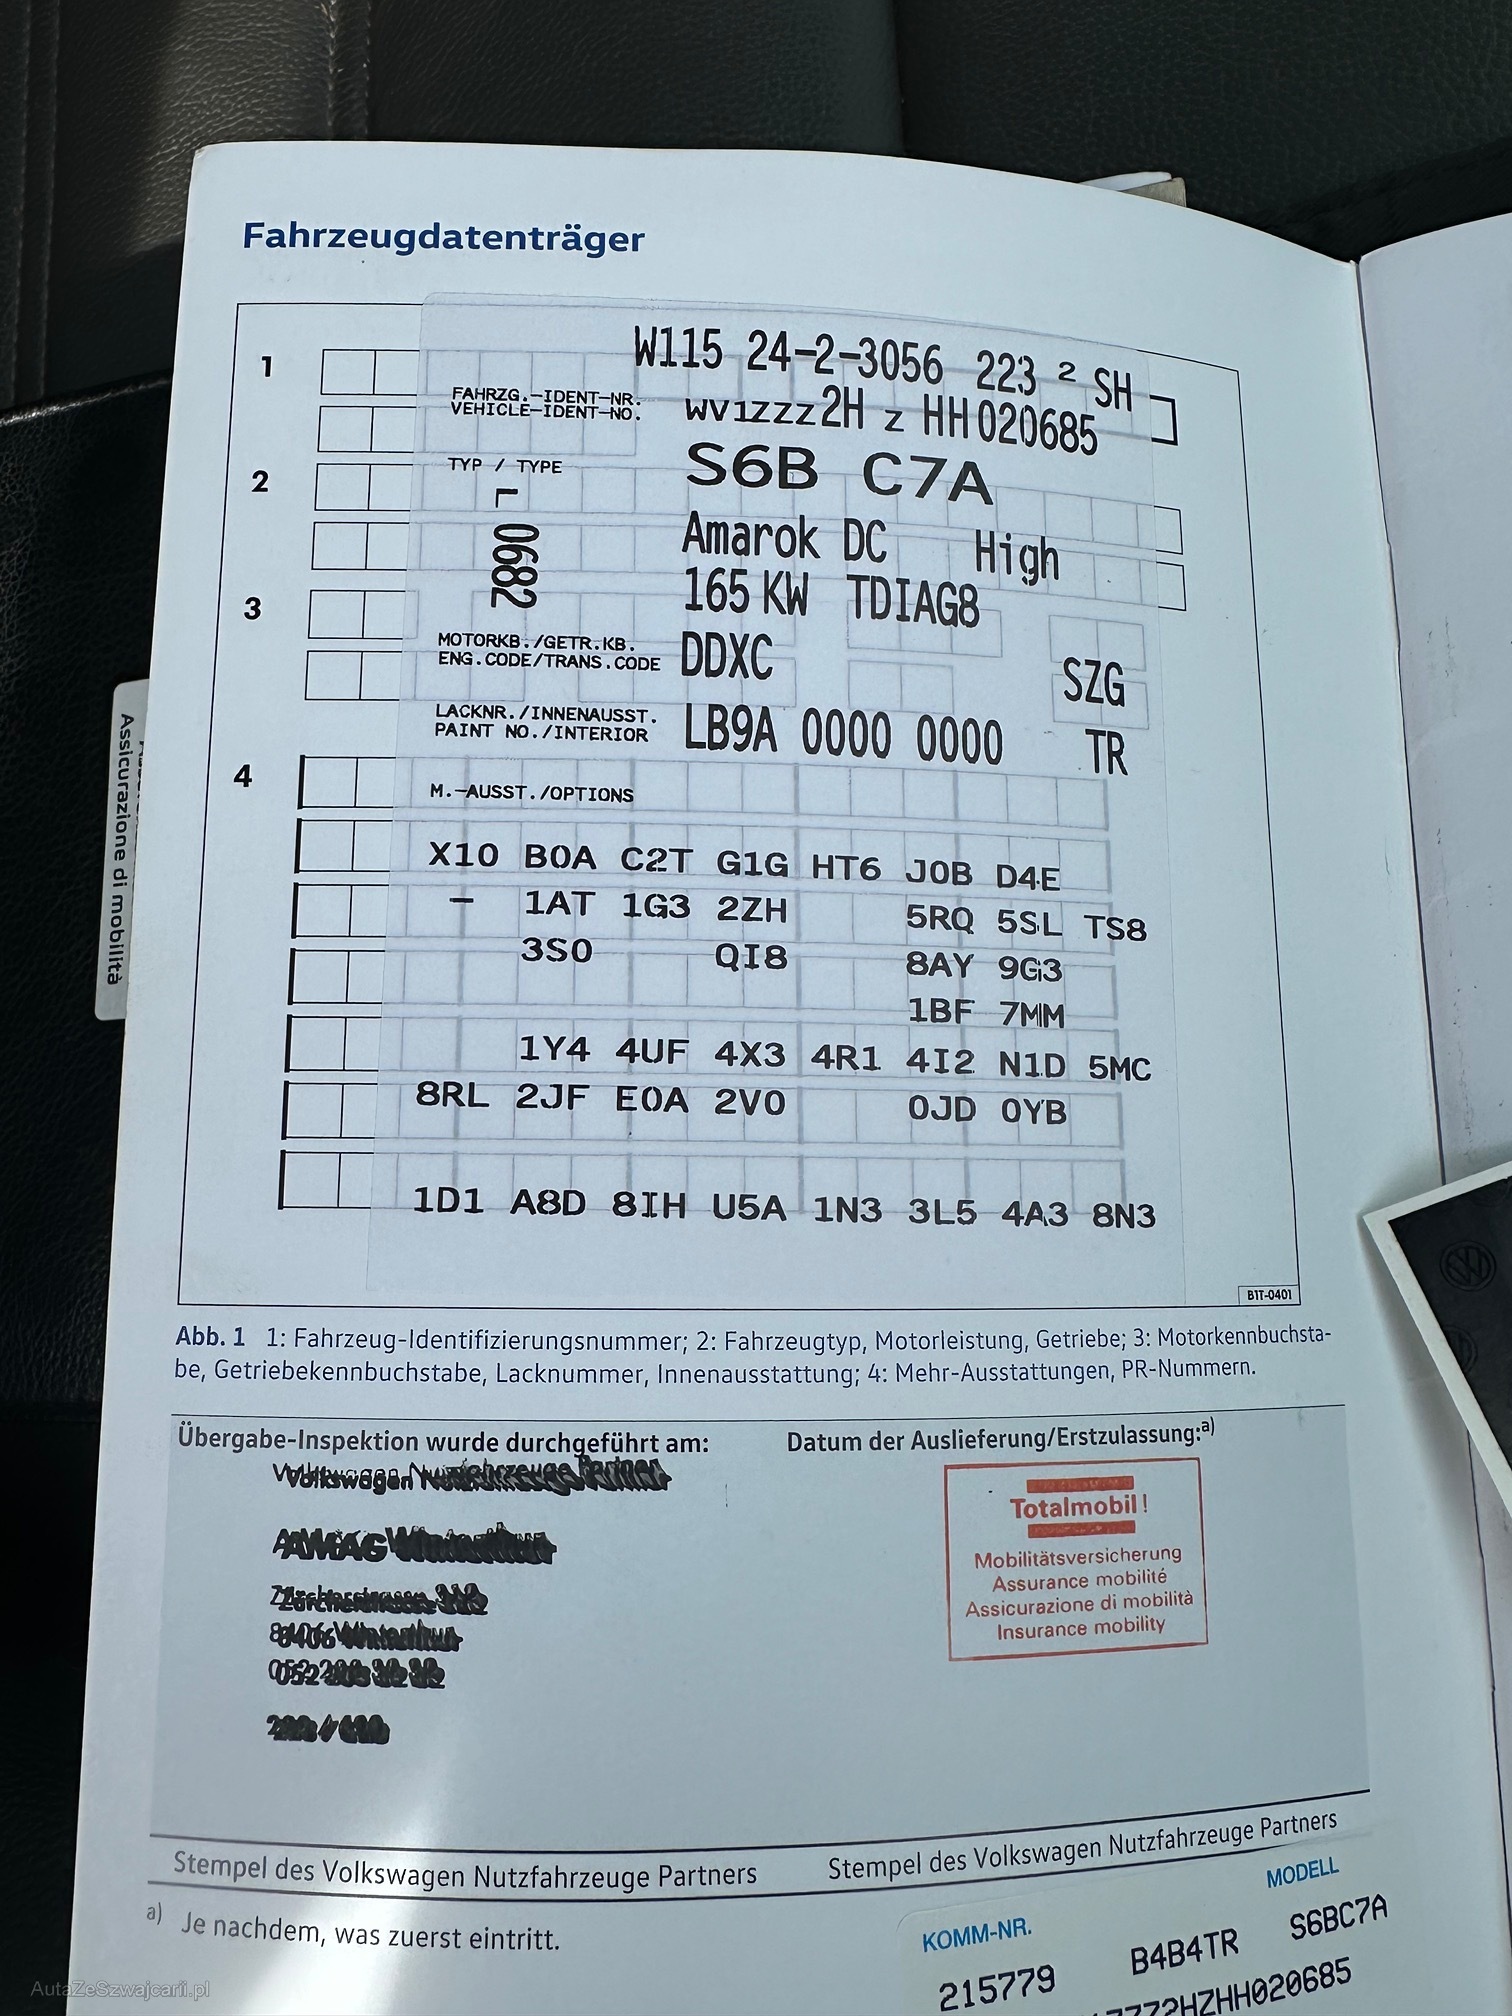 Fahrzeugdatenträger
1
W115 24-2-3056 223 2 SH
FAHRZG.-IDENT-NR.
VEHICLE-IDENT-NO.
WV1ZZZ2H Z HH020685
2
TYP / TYPE
S6B C7A
L 0682
Amarok DC High
165 KW TDIAG8
3
MOTORKB./GETR.KB.
ENG.CODE/TRANS.CODE
DDXC
SZG
LACKNR./INNENAUSST.
PAINT NO./INTERIOR
LB9A 0000 0000 TR
4
M.-AUSST./OPTIONS
X10 B0A C2T G1G HT6 J0B D4E
- 1AT 1G3 2ZH 5RQ 5SL TS8
3S0 QI8 8AY 9G3
1BF 7MM
1Y4 4UF 4X3 4R1 4I2 N1D 5MC
8RL 2JF E0A 2V0 0JD 0YB
1D1 A8D 8IH U5A 1N3 3L5 4A3 8N3
B1T-0401
Abb. 1 1: Fahrzeug-Identifizierungsnummer; 2: Fahrzeugtyp, Motorleistung, Getriebe; 3: Motorkennbuchsta-
be, Getriebekennbuchstabe, Lacknummer, Innenausstattung; 4: Mehr-Ausstattungen, PR-Nummern.
Übergabe-Inspektion wurde durchgeführt am:
Datum der Auslieferung/Erstzulassung:a)
Volkswagen
AMAG
Totalmobil!
Mobilitätsversicherung
Assurance mobilité
Assicurazione di mobilità
Insurance mobility
Stempel des Volkswagen Nutzfahrzeuge Partners
Stempel des Volkswagen Nutzfahrzeuge Partners
a) Je nachdem, was zuerst eintritt.
KOMM-NR.
MODELL
215779 B4B4TR S6BC7A
ZZZ2HZHH020685
Assicurazione di mobilità
AutaZeSzwajcarii.pl